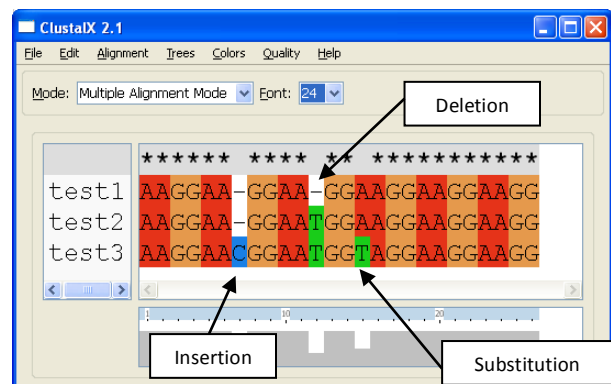 ClustalX 2.1
File Edit Alignment Trees Colors Quality Help
Mode: Multiple Alignment Mode Font: 24
Deletion
****** **** ** ***********
test1 AAGGAA-GGAA-GGAAGGAAGGAAGG
test2 AAGGAA-GGAATGGAAGGAAGGAAGG
test3 AAGGAACGGAATGGTAGGAAGGAAGG
1 10 20
Insertion
Substitution